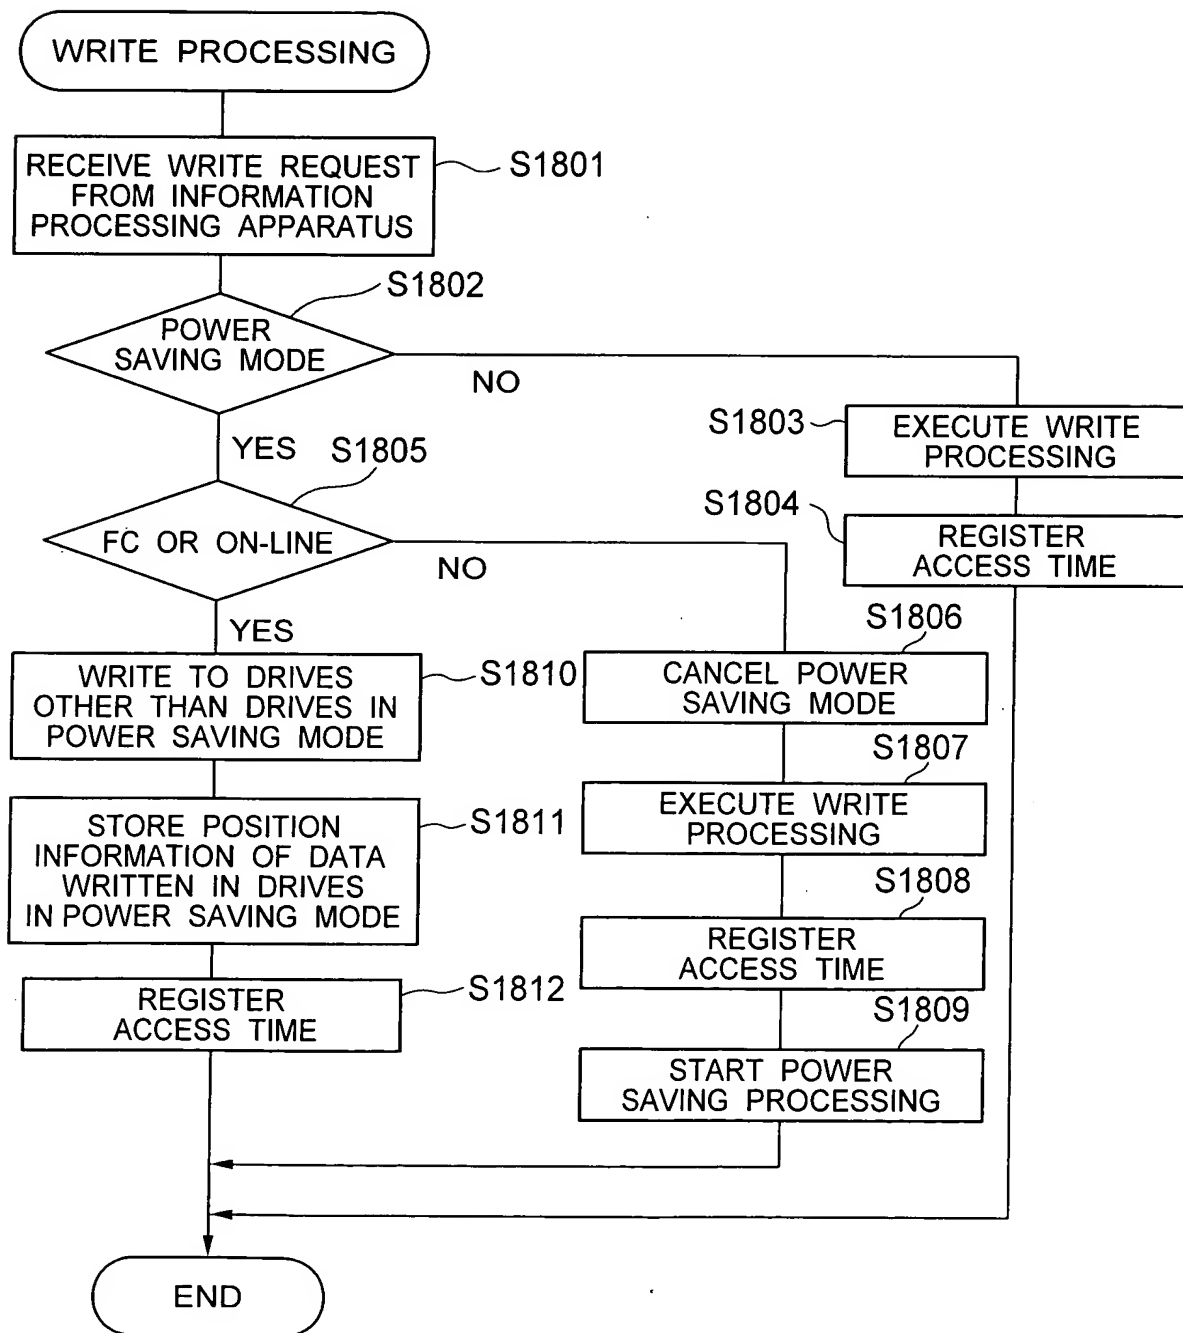 WRITE PROCESSING
RECEIVE WRITE REQUEST
FROM INFORMATION
PROCESSING APPARATUS
S1801
S1802
POWER
SAVING MODE
NO
YES
S1803
EXECUTE WRITE
PROCESSING
S1804
REGISTER
ACCESS TIME
S1805
FC OR ON-LINE
NO
YES
S1806
CANCEL POWER
SAVING MODE
S1807
EXECUTE WRITE
PROCESSING
S1808
REGISTER
ACCESS TIME
S1809
START POWER
SAVING PROCESSING
WRITE TO DRIVES
OTHER THAN DRIVES IN
POWER SAVING MODE
S1810
STORE POSITION
INFORMATION OF DATA
WRITTEN IN DRIVES
IN POWER SAVING MODE
S1811
REGISTER
ACCESS TIME
S1812
END